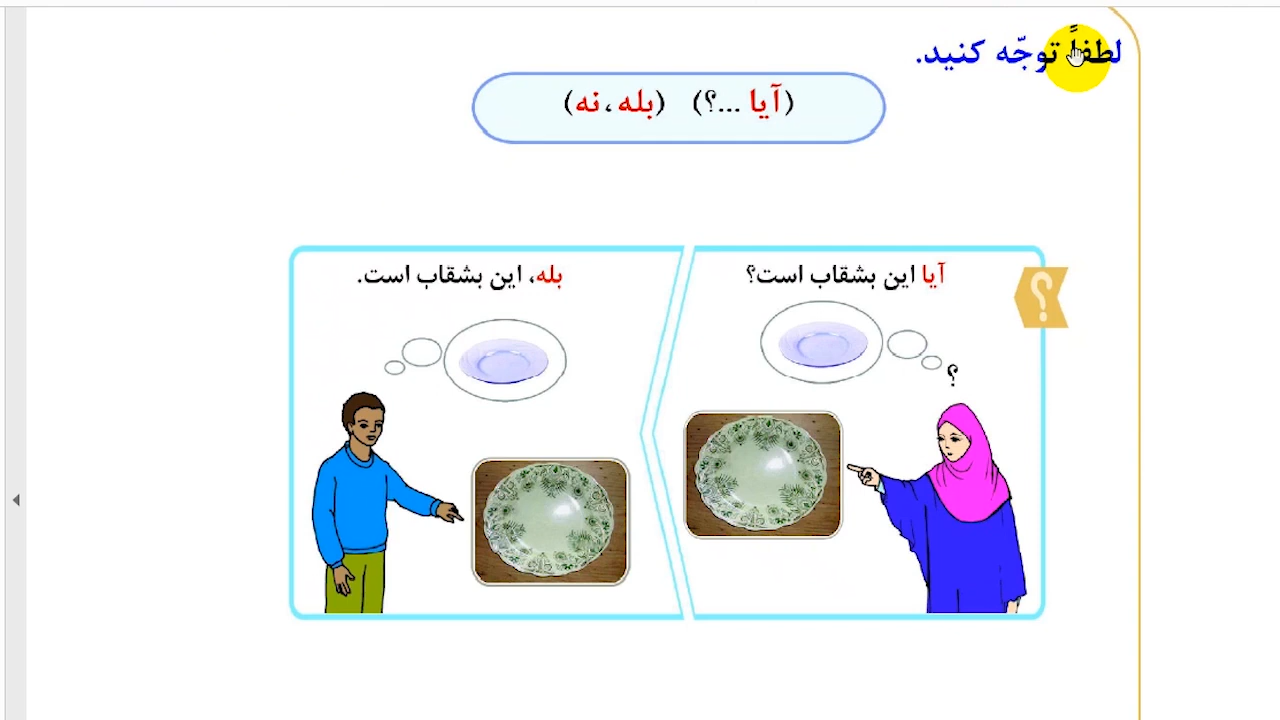 لطفاً توجّه کنید.
(آیا ...؟) (بله، نه)
آیا این بشقاب است؟
بله، این بشقاب است.
؟
؟